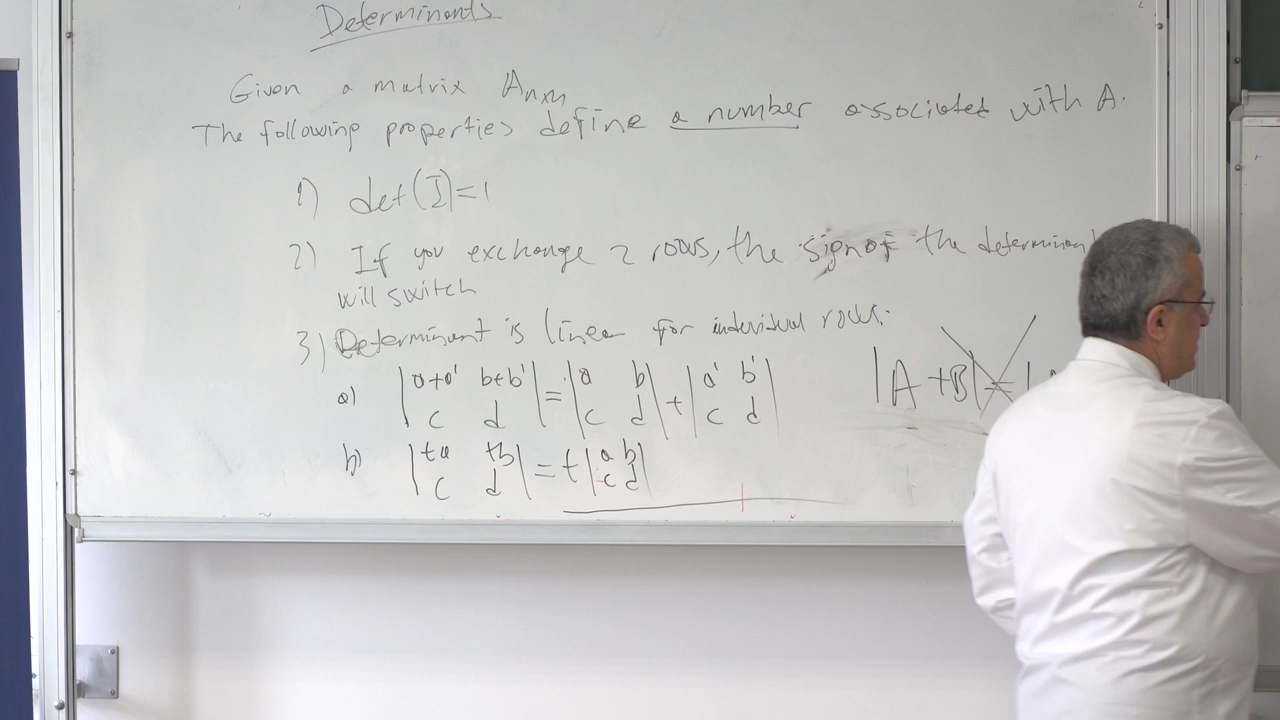 Determinants
Given a matrix Anxn
The following properties define a number associated with A.
1) det(I)=1
2) If you exchange 2 rows, the sign of the determinant
will switch
3) Determinant is linear for individual rows.
a) |a+a' b+b'| = |a b| + |a' b'|
|c d| |c d| |c d|
|A+B| = |
b) |ta tb| = t |a b|
|c d| |c d|